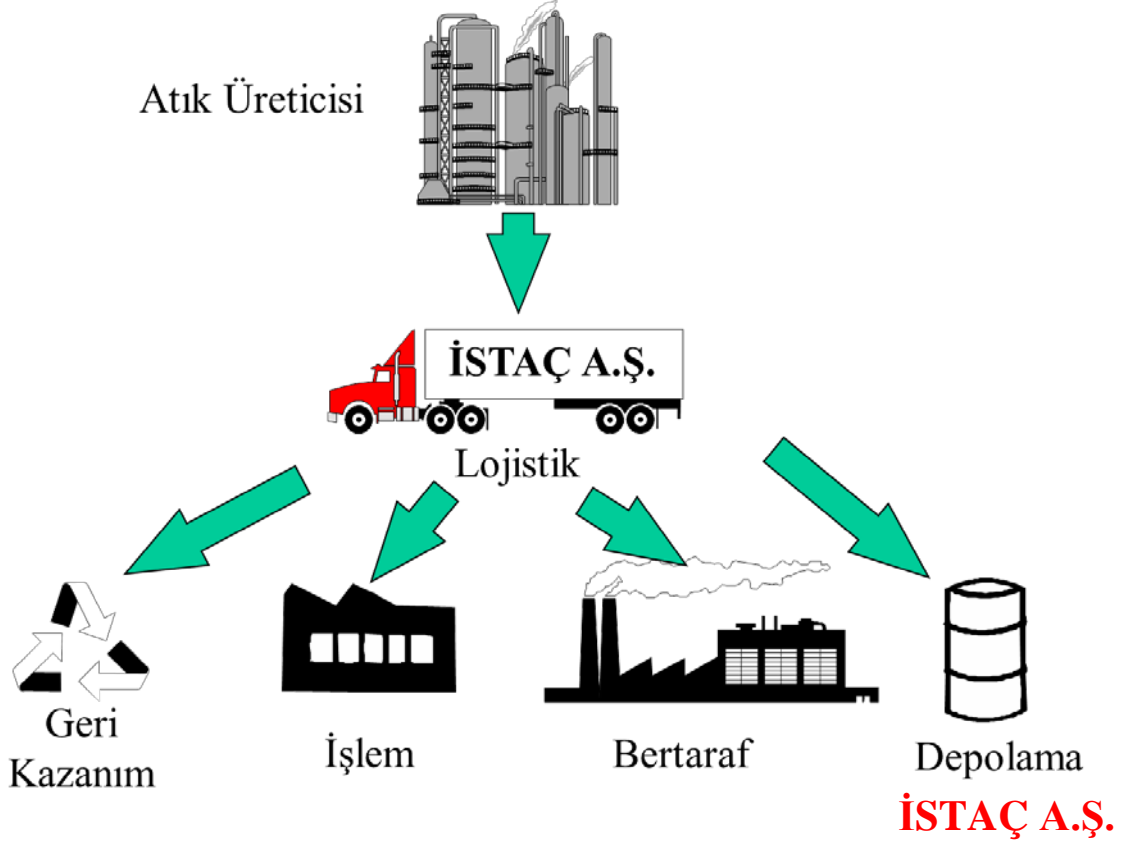 Atık Üreticisi
İSTAÇ A.Ş.
Lojistik
Geri
Kazanım
İşlem
Bertaraf
Depolama
İSTAÇ A.Ş.